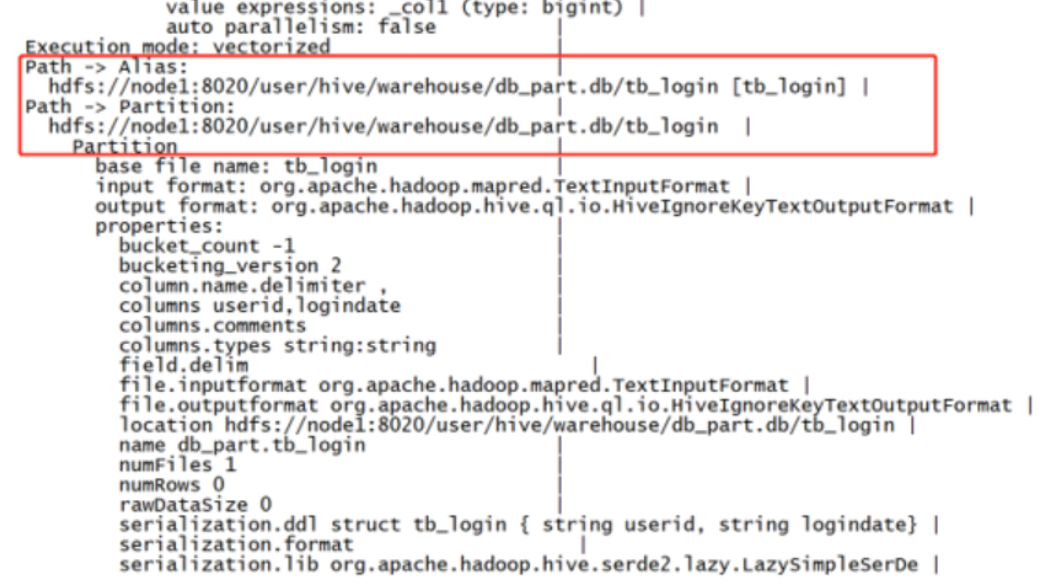 value expressions: _col1 (type: bigint) |
auto parallelism: false |
Execution mode: vectorized |
Path -> Alias: |
hdfs://node1:8020/user/hive/warehouse/db_part.db/tb_login [tb_login] |
Path -> Partition: |
hdfs://node1:8020/user/hive/warehouse/db_part.db/tb_login |
Partition |
base file name: tb_login |
input format: org.apache.hadoop.mapred.TextInputFormat |
output format: org.apache.hadoop.hive.ql.io.HiveIgnoreKeyTextOutputFormat |
properties: |
bucket_count -1 |
bucketing_version 2 |
column.name.delimiter , |
columns userid,logindate |
columns.comments |
columns.types string:string |
field.delim |
file.inputformat org.apache.hadoop.mapred.TextInputFormat |
file.outputformat org.apache.hadoop.hive.ql.io.HiveIgnoreKeyTextOutputFormat |
location hdfs://node1:8020/user/hive/warehouse/db_part.db/tb_login |
name db_part.tb_login |
numFiles 1 |
numRows 0 |
rawDataSize 0 |
serialization.ddl struct tb_login { string userid, string logindate} |
serialization.format |
serialization.lib org.apache.hadoop.hive.serde2.lazy.LazySimpleSerDe |